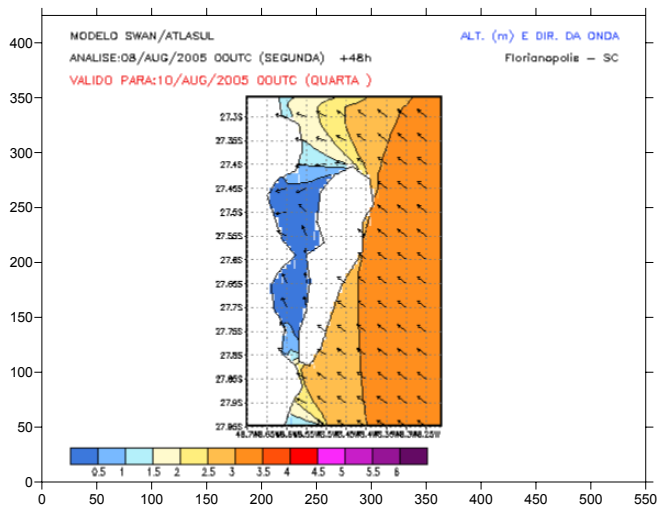 MODELO SWAN/ATLASUL
ALT. (m) E DIR. DA ONDA
ANALISE:08/AUG/2005 00UTC (SEGUNDA) +48h
Florianopolis – SC
VALIDO PARA:10/AUG/2005 00UTC (QUARTA )
400
350
300
250
200
150
100
50
0
27.3S
27.35S
27.4S
27.45S
27.5S
27.55S
27.6S
27.65S
27.7S
27.75S
27.8S
27.85S
27.9S
27.95S
0.5 1 1.5 2 2.5 3 3.5 4 4.5 5 5.5 6
0 50 100 150 200 250 300 350 400 450 500 550